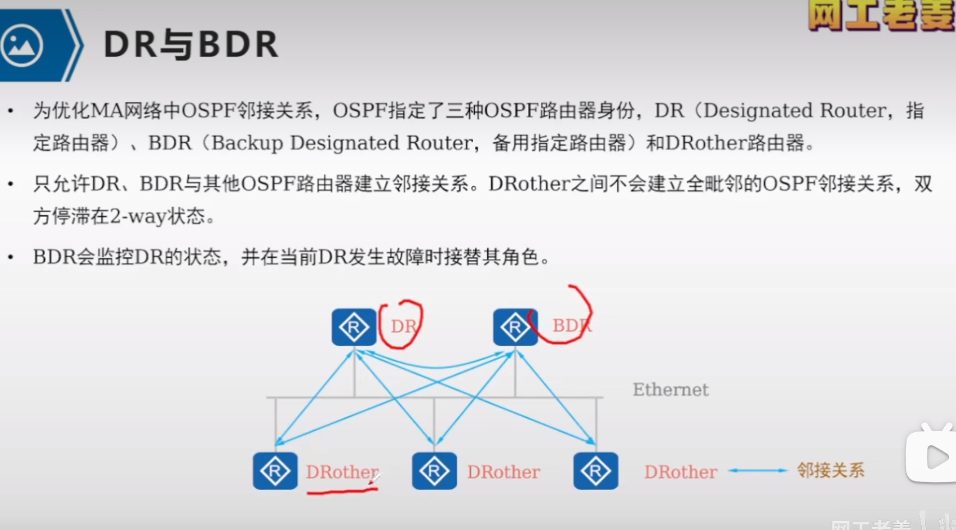 网工老姜
DR与BDR
• 为优化MA网络中OSPF邻接关系，OSPF指定了三种OSPF路由器身份，DR（Designated Router，指
定路由器）、BDR（Backup Designated Router，备用指定路由器）和DRother路由器。
• 只允许DR、BDR与其他OSPF路由器建立邻接关系。DRother之间不会建立全毗邻的OSPF邻接关系，双
方停滞在2-way状态。
• BDR会监控DR的状态，并在当前DR发生故障时接替其角色。
R DR R BDR
Ethernet
R DRother R DRother R DRother 邻接关系
网工老姜